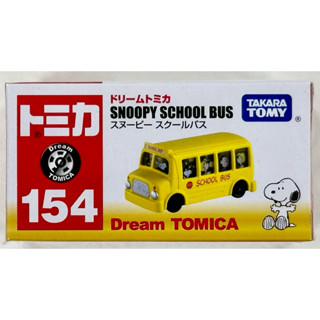 ドリームトミカ
SNOOPY SCHOOL BUS
スヌーピー スクールバス
TAKARA
TOMY
トミカ
Dream
TOMICA
154
SCHOOL BUS
Dream TOMICA